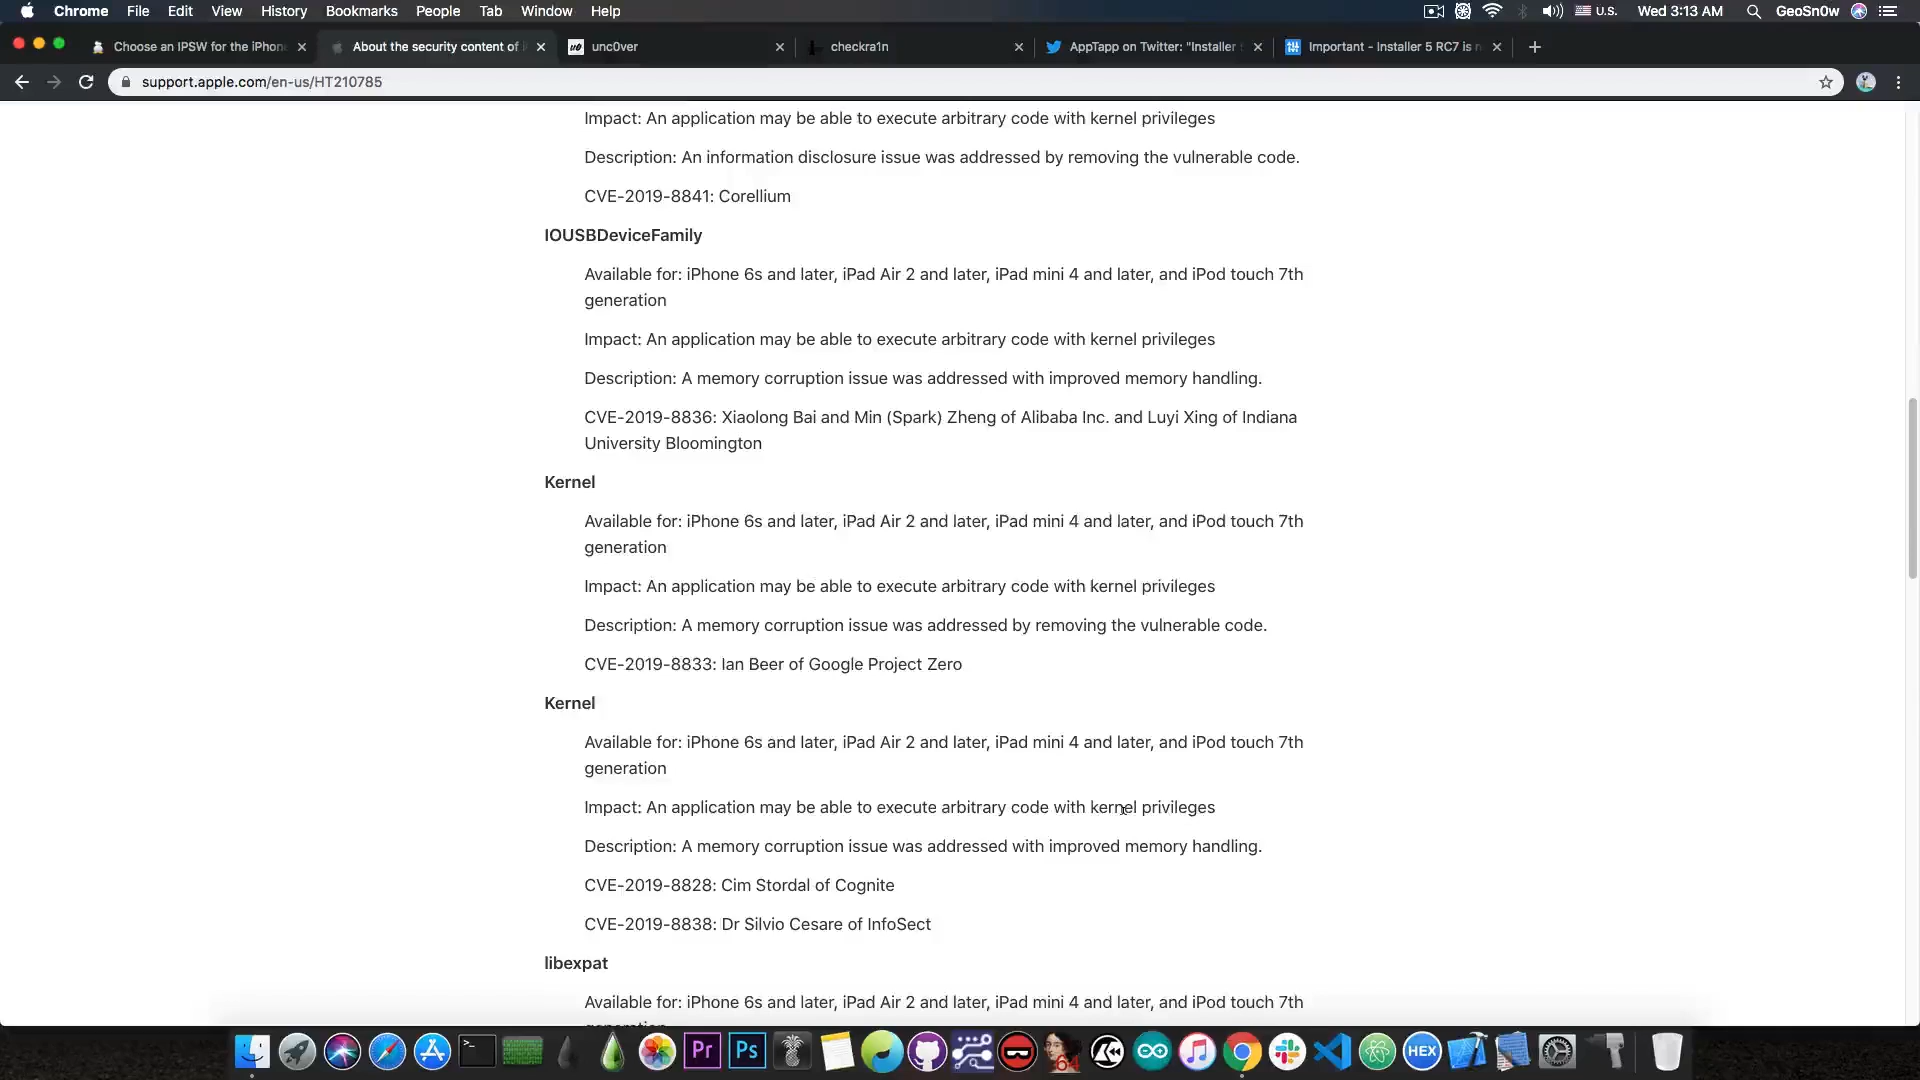 Chrome File Edit View History Bookmarks People Tab Window Help U.S. Wed 3:13 AM GeoSn0w
Choose an IPSW for the iPhone About the security content of unc0ver checkra1n AppTapp on Twitter: "Installer Important - Installer 5 RC7 is n
support.apple.com/en-us/HT210785
Impact: An application may be able to execute arbitrary code with kernel privileges
Description: An information disclosure issue was addressed by removing the vulnerable code.
CVE-2019-8841: Corellium
IOUSBDeviceFamily
Available for: iPhone 6s and later, iPad Air 2 and later, iPad mini 4 and later, and iPod touch 7th
generation
Impact: An application may be able to execute arbitrary code with kernel privileges
Description: A memory corruption issue was addressed with improved memory handling.
CVE-2019-8836: Xiaolong Bai and Min (Spark) Zheng of Alibaba Inc. and Luyi Xing of Indiana
University Bloomington
Kernel
Available for: iPhone 6s and later, iPad Air 2 and later, iPad mini 4 and later, and iPod touch 7th
generation
Impact: An application may be able to execute arbitrary code with kernel privileges
Description: A memory corruption issue was addressed by removing the vulnerable code.
CVE-2019-8833: Ian Beer of Google Project Zero
Kernel
Available for: iPhone 6s and later, iPad Air 2 and later, iPad mini 4 and later, and iPod touch 7th
generation
Impact: An application may be able to execute arbitrary code with kernel privileges
Description: A memory corruption issue was addressed with improved memory handling.
CVE-2019-8828: Cim Stordal of Cognite
CVE-2019-8838: Dr Silvio Cesare of InfoSect
libexpat
Available for: iPhone 6s and later, iPad Air 2 and later, iPad mini 4 and later, and iPod touch 7th
generation
Pr Ps 64 HEX